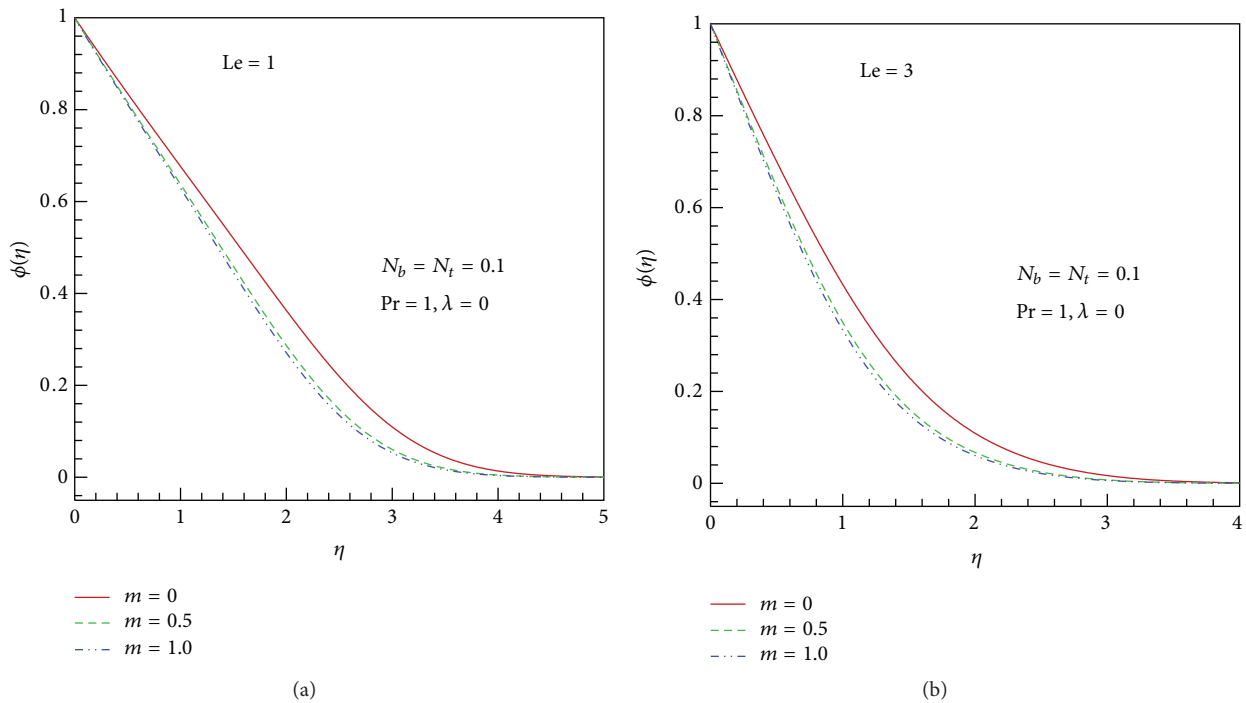 1
0.8
0.6
0.4
0.2
0
ϕ(η)
Le = 1
N_b = N_t = 0.1
Pr = 1, λ = 0
0 1 2 3 4 5
η
m = 0
m = 0.5
m = 1.0
(a)
1
0.8
0.6
0.4
0.2
0
ϕ(η)
Le = 3
N_b = N_t = 0.1
Pr = 1, λ = 0
0 1 2 3 4
η
m = 0
m = 0.5
m = 1.0
(b)